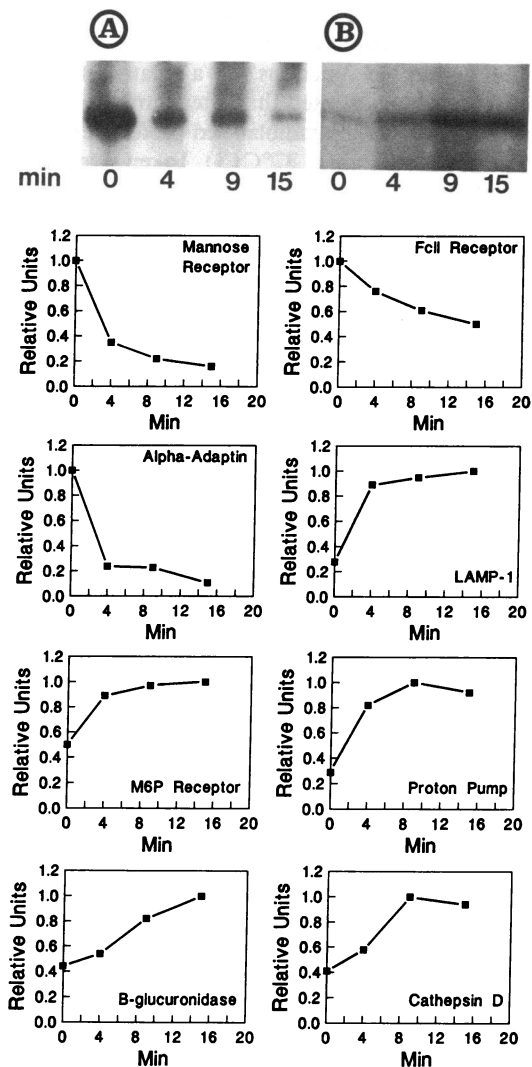 A
B
min 0 4 9 15 0 4 9 15
Relative Units
1.2
1.0
0.8
0.6
0.4
0.2
0.0
Mannose
Receptor
0 4 8 12 16 20
Min
Relative Units
1.2
1.0
0.8
0.6
0.4
0.2
0.0
FcII Receptor
0 4 8 12 16 20
Min
Relative Units
1.2
1.0
0.8
0.6
0.4
0.2
0.0
Alpha-Adaptin
0 4 8 12 16 20
Min
Relative Units
1.2
1.0
0.8
0.6
0.4
0.2
0.0
LAMP-1
0 4 8 12 16 20
Min
Relative Units
1.2
1.0
0.8
0.6
0.4
0.2
0.0
M6P Receptor
0 4 8 12 16 20
Min
Relative Units
1.2
1.0
0.8
0.6
0.4
0.2
0.0
Proton Pump
0 4 8 12 16 20
Min
Relative Units
1.2
1.0
0.8
0.6
0.4
0.2
0.0
B-glucuronidase
0 4 8 12 16 20
Min
Relative Units
1.2
1.0
0.8
0.6
0.4
0.2
0.0
Cathepsin D
0 4 8 12 16 20
Min